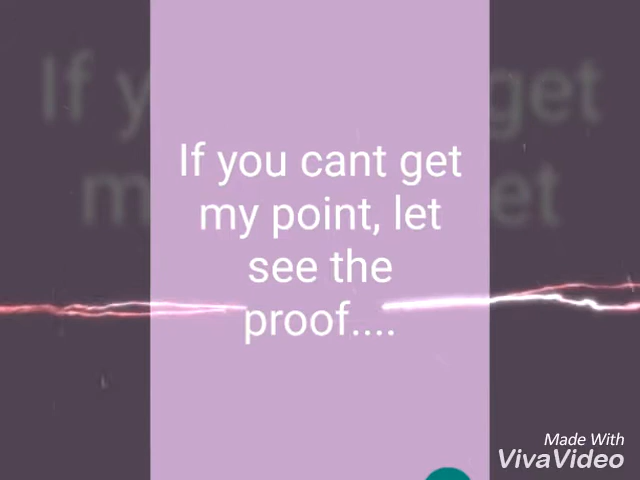 If you cant get
my point, let
see the
proof....
Made With
VivaVideo